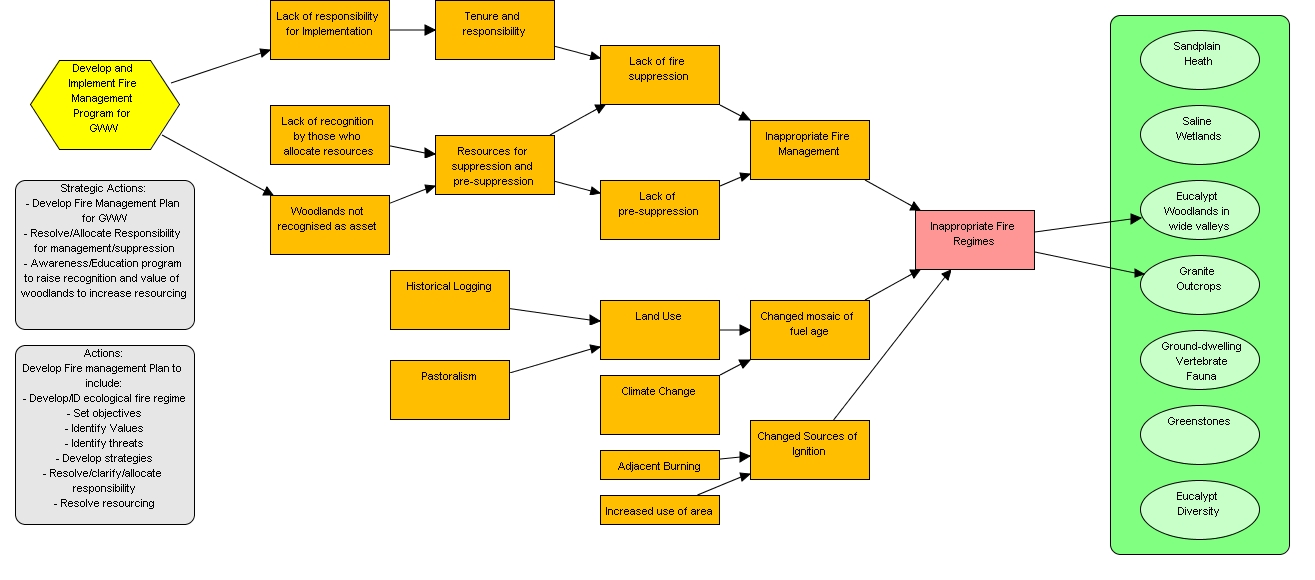 Develop and
Implement Fire
Management
Program for
GWW
Strategic Actions:
- Develop Fire Management Plan
for GWW
- Resolve/Allocate Responsibility
for management/suppression
- Awareness/Education program
to raise recognition and value of
woodlands to increase resourcing
Actions:
Develop Fire management Plan to
include:
- Develop/ID ecological fire regime
- Set objectives
- Identify Values
- Identify threats
- Develop strategies
- Resolve/clarify/allocate
responsibility
- Resolve resourcing
Lack of responsibility
for Implementation
Tenure and
responsibility
Lack of recognition
by those who
allocate resources
Woodlands not
recognised as asset
Resources for
suppression and
pre-suppression
Lack of fire
suppression
Lack of
pre-suppression
Inappropriate Fire
Management
Historical Logging
Pastoralism
Land Use
Climate Change
Changed mosaic of
fuel age
Adjacent Burning
Increased use of area
Changed Sources of
Ignition
Inappropriate Fire
Regimes
Sandplain
Heath
Saline
Wetlands
Eucalypt
Woodlands in
wide valleys
Granite
Outcrops
Ground-dwelling
Vertebrate
Fauna
Greenstones
Eucalypt
Diversity